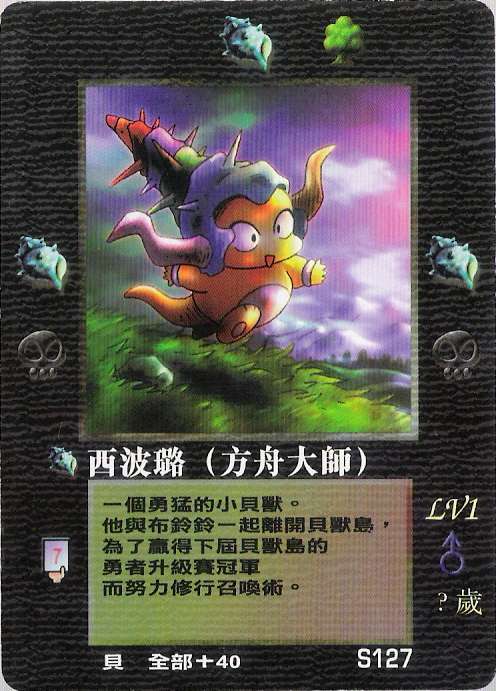 西波璐（方舟大師）
一個勇猛的小貝獸。
他與布鈴鈴一起離開貝獸島，
為了贏得下屆貝獸島的
勇者升級賽冠軍
而努力修行召喚術。
LV1
7
?歲
貝 全部＋40
S127